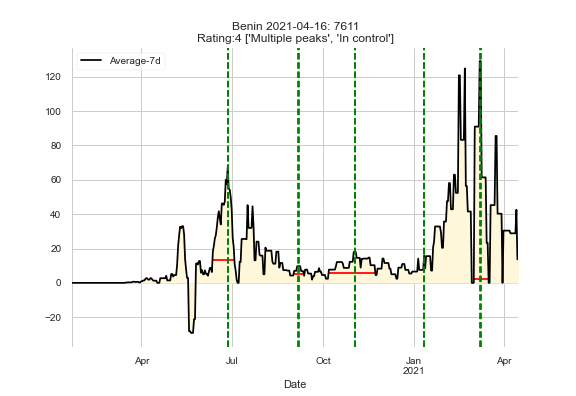 Benin 2021-04-16: 7611
Rating:4 ['Multiple peaks', 'In control']
Average-7d
120
100
80
60
40
20
0
−20
Apr
Jul
Oct
Jan
2021
Apr
Date